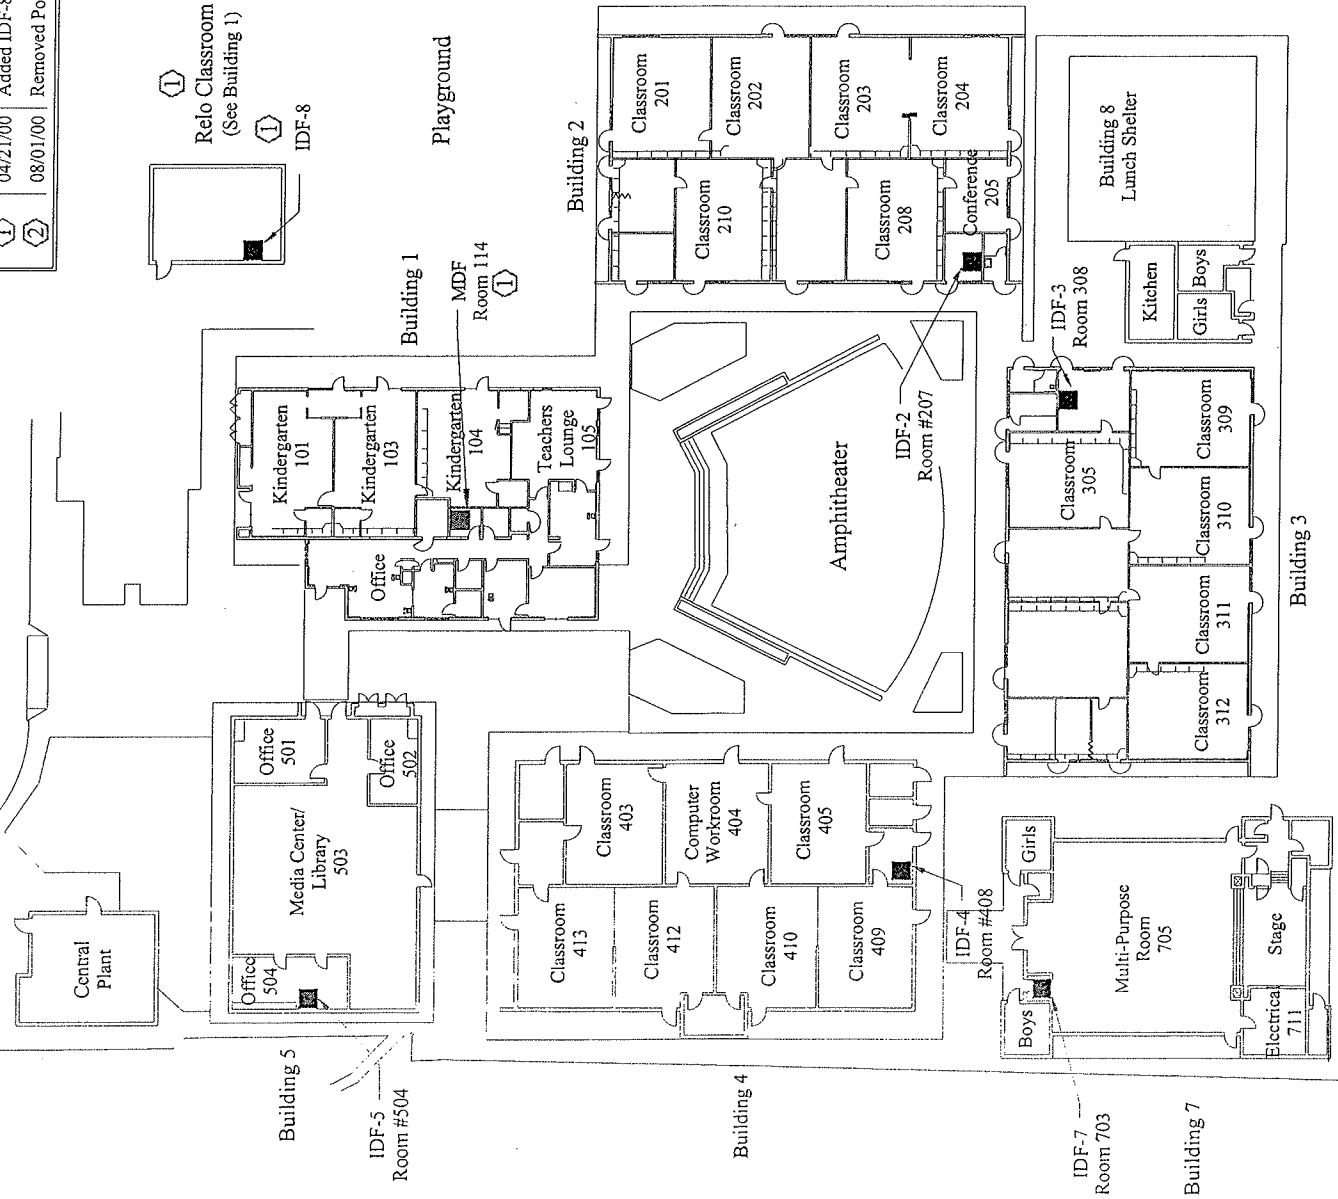 1
04/21/00
Added IDF-8
2
08/01/00
Removed Po
1
Relo Classroom
(See Building 1)
1
IDF-8
Playground
Building 2
Classroom
201
Classroom
202
Classroom
203
Classroom
204
Classroom
210
Classroom
208
Conference
205
Building 1
MDF
Room 114
1
Kindergarten
101
Kindergarten
103
Kindergarten
104
Teachers
Lounge
105
Office
IDF-2
Room #207
Amphitheater
Building 8
Lunch Shelter
Kitchen
Boys
Girls
IDF-3
Room 308
Classroom
305
Classroom
309
Classroom
310
Classroom
311
Classroom
312
Building 3
Office
501
Office
502
Media Center/
Library
503
Office
504
Central
Plant
Building 5
IDF-5
Room #504
Classroom
403
Computer
Workroom
404
Classroom
405
Classroom
413
Classroom
412
Classroom
410
Classroom
409
IDF-4
Room #408
Building 4
Girls
Multi-Purpose
Room
705
Stage
Boys
Electrical
711
IDF-7
Room 703
Building 7